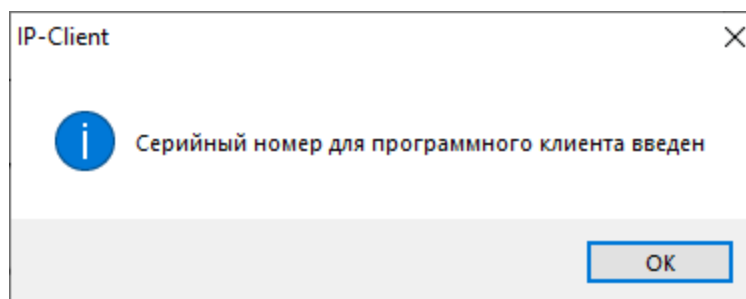 IP-Client
Серийный номер для программного клиента введен
OK